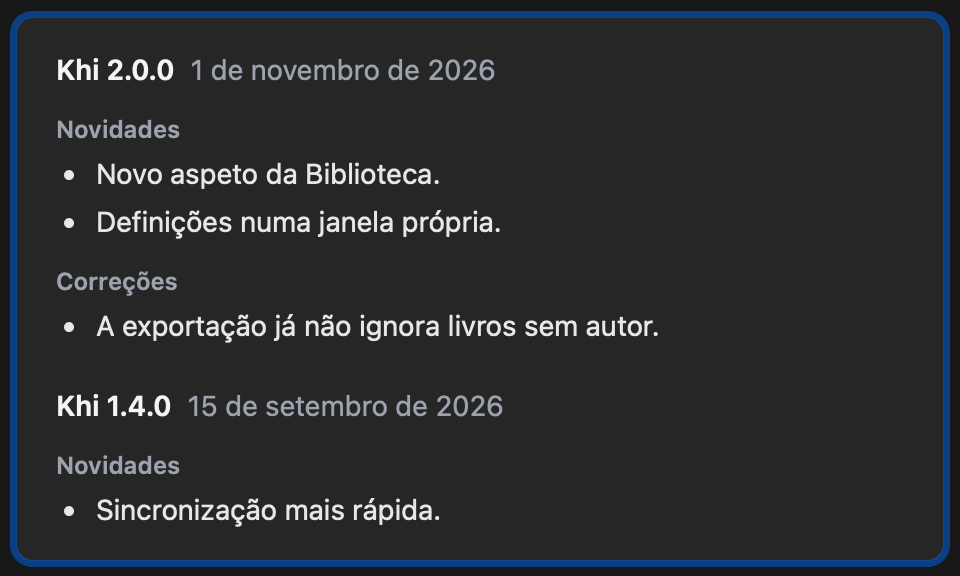 Khi 2.0.0 1 de novembro de 2026
Novidades
• Novo aspeto da Biblioteca.
• Definições numa janela própria.
Correções
• A exportação já não ignora livros sem autor.
Khi 1.4.0 15 de setembro de 2026
Novidades
• Sincronização mais rápida.